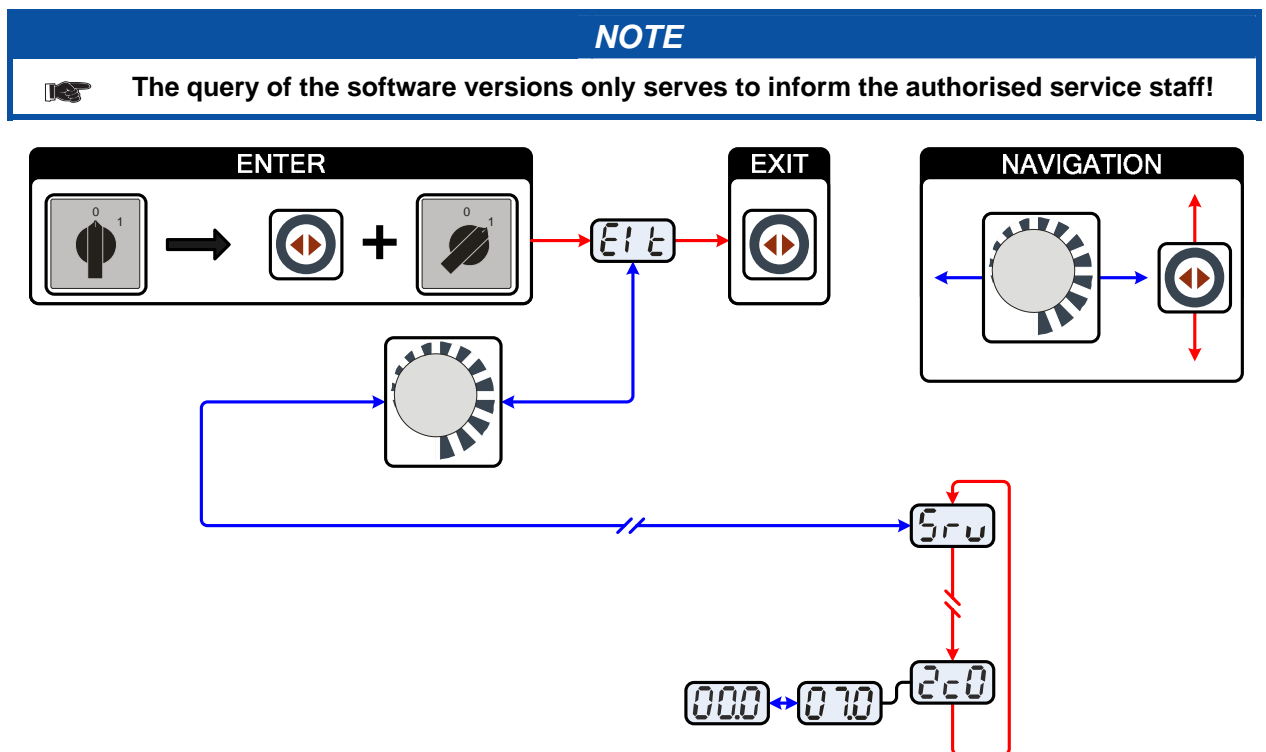 NOTE
The query of the software versions only serves to inform the authorised service staff!
ENTER
EXIT
NAVIGATION
0
1
0
1
EIt
Srv
2c0
00.0
07.0